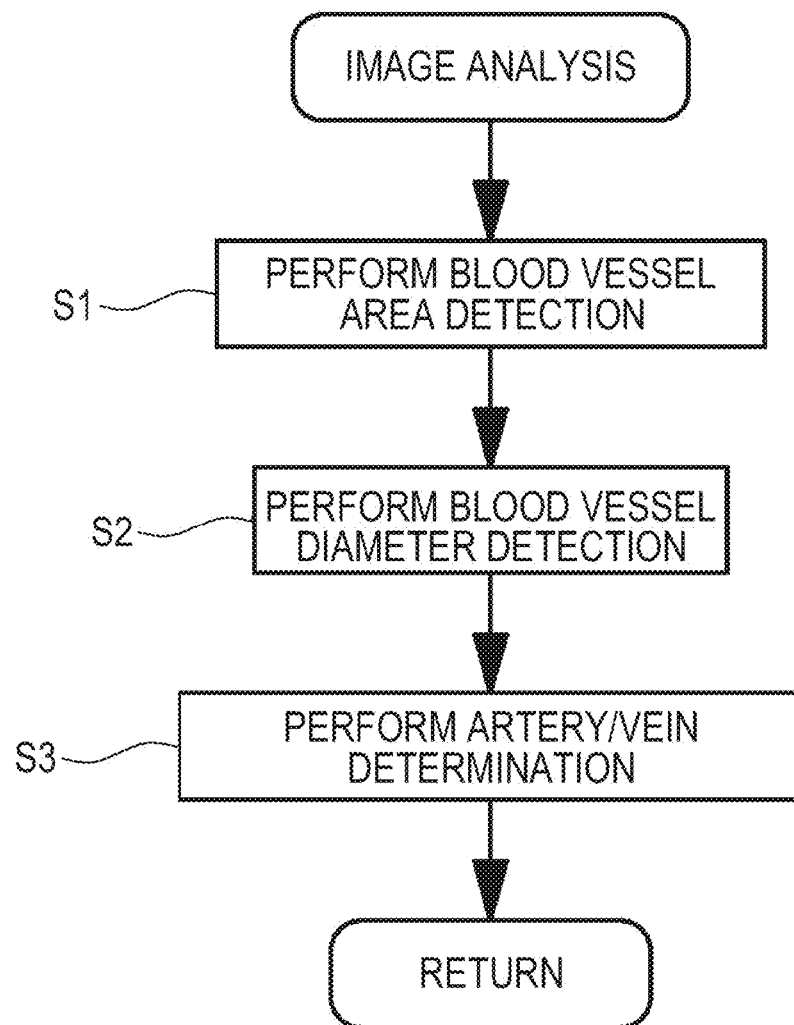 IMAGE ANALYSIS
S1
PERFORM BLOOD VESSEL
AREA DETECTION
S2
PERFORM BLOOD VESSEL
DIAMETER DETECTION
S3
PERFORM ARTERY/VEIN
DETERMINATION
RETURN